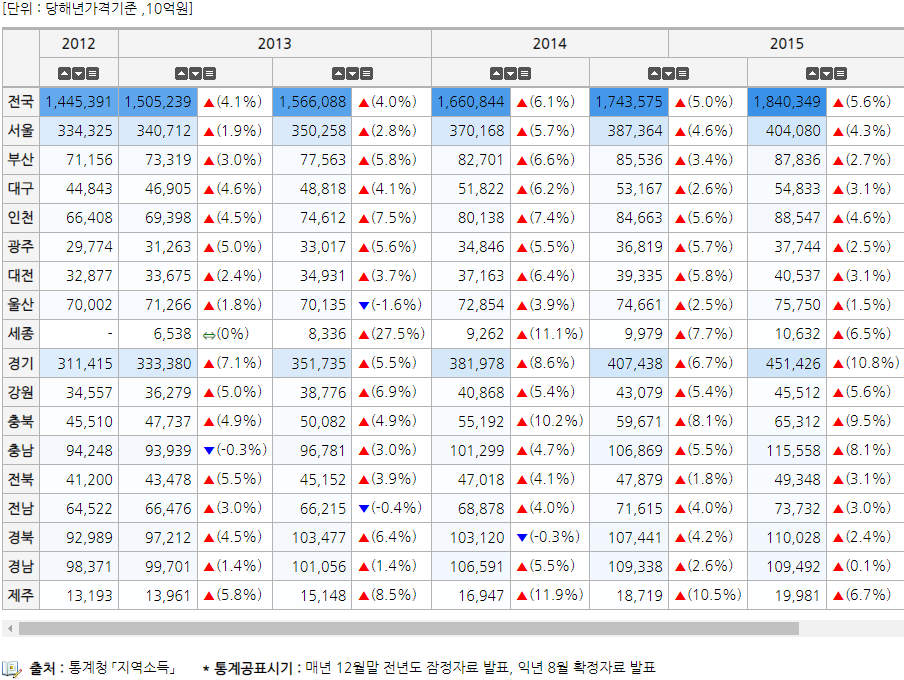 [단위 : 당해년가격기준 ,10억원]
2012 2013 2014 2015
전국 1,445,391 1,505,239 ▲(4.1%) 1,566,088 ▲(4.0%) 1,660,844 ▲(6.1%) 1,743,575 ▲(5.0%) 1,840,349 ▲(5.6%)
서울 334,325 340,712 ▲(1.9%) 350,258 ▲(2.8%) 370,168 ▲(5.7%) 387,364 ▲(4.6%) 404,080 ▲(4.3%)
부산 71,156 73,319 ▲(3.0%) 77,563 ▲(5.8%) 82,701 ▲(6.6%) 85,536 ▲(3.4%) 87,836 ▲(2.7%)
대구 44,843 46,905 ▲(4.6%) 48,818 ▲(4.1%) 51,822 ▲(6.2%) 53,167 ▲(2.6%) 54,833 ▲(3.1%)
인천 66,408 69,398 ▲(4.5%) 74,612 ▲(7.5%) 80,138 ▲(7.4%) 84,663 ▲(5.6%) 88,547 ▲(4.6%)
광주 29,774 31,263 ▲(5.0%) 33,017 ▲(5.6%) 34,846 ▲(5.5%) 36,819 ▲(5.7%) 37,744 ▲(2.5%)
대전 32,877 33,675 ▲(2.4%) 34,931 ▲(3.7%) 37,163 ▲(6.4%) 39,335 ▲(5.8%) 40,537 ▲(3.1%)
울산 70,002 71,266 ▲(1.8%) 70,135 ▼(-1.6%) 72,854 ▲(3.9%) 74,661 ▲(2.5%) 75,750 ▲(1.5%)
세종 - 6,538 ⇔(0%) 8,336 ▲(27.5%) 9,262 ▲(11.1%) 9,979 ▲(7.7%) 10,632 ▲(6.5%)
경기 311,415 333,380 ▲(7.1%) 351,735 ▲(5.5%) 381,978 ▲(8.6%) 407,438 ▲(6.7%) 451,426 ▲(10.8%)
강원 34,557 36,279 ▲(5.0%) 38,776 ▲(6.9%) 40,868 ▲(5.4%) 43,079 ▲(5.4%) 45,512 ▲(5.6%)
충북 45,510 47,737 ▲(4.9%) 50,082 ▲(4.9%) 55,192 ▲(10.2%) 59,671 ▲(8.1%) 65,312 ▲(9.5%)
충남 94,248 93,939 ▼(-0.3%) 96,781 ▲(3.0%) 101,299 ▲(4.7%) 106,869 ▲(5.5%) 115,558 ▲(8.1%)
전북 41,200 43,478 ▲(5.5%) 45,152 ▲(3.9%) 47,018 ▲(4.1%) 47,879 ▲(1.8%) 49,348 ▲(3.1%)
전남 64,522 66,476 ▲(3.0%) 66,215 ▼(-0.4%) 68,878 ▲(4.0%) 71,615 ▲(4.0%) 73,732 ▲(3.0%)
경북 92,989 97,212 ▲(4.5%) 103,477 ▲(6.4%) 103,120 ▼(-0.3%) 107,441 ▲(4.2%) 110,028 ▲(2.4%)
경남 98,371 99,701 ▲(1.4%) 101,056 ▲(1.4%) 106,591 ▲(5.5%) 109,338 ▲(2.6%) 109,492 ▲(0.1%)
제주 13,193 13,961 ▲(5.8%) 15,148 ▲(8.5%) 16,947 ▲(11.9%) 18,719 ▲(10.5%) 19,981 ▲(6.7%)
출처 : 통계청 「지역소득」 * 통계공표시기 : 매년 12월말 전년도 잠정자료 발표, 익년 8월 확정자료 발표